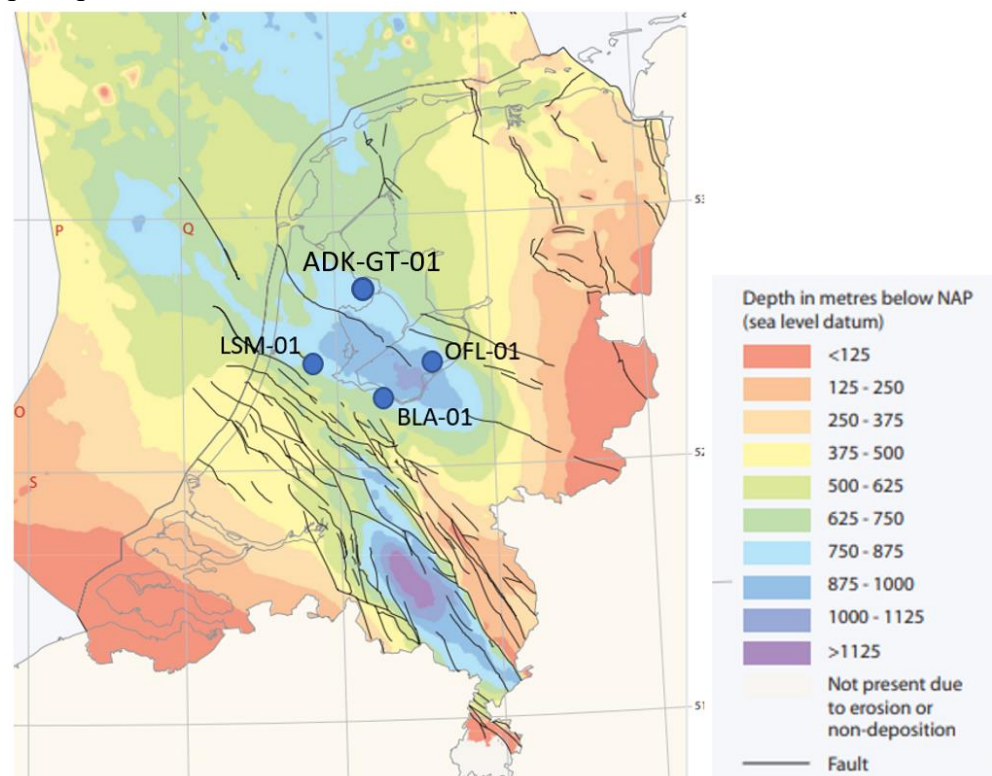 53
P
Q
ADK-GT-01
LSM-01
OFL-01
BLA-01
O
52
S
51
Depth in metres below NAP
(sea level datum)
<125
125 - 250
250 - 375
375 - 500
500 - 625
625 - 750
750 - 875
875 - 1000
1000 - 1125
>1125
Not present due
to erosion or
non-deposition
Fault